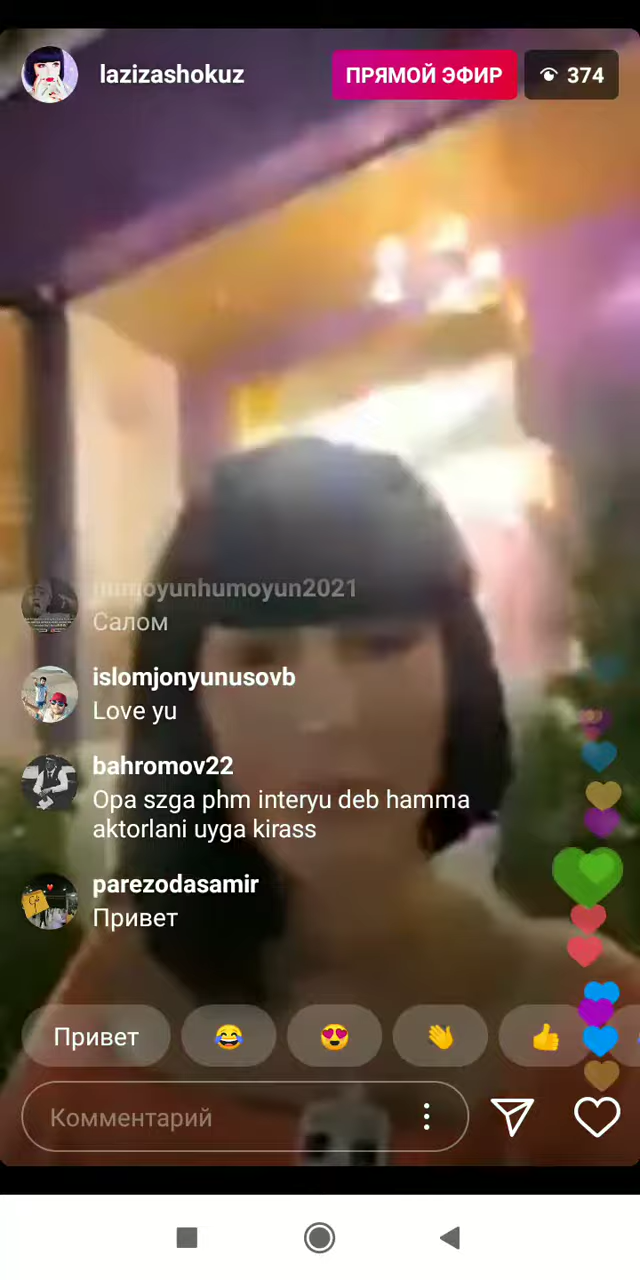 lazizashokuz
ПРЯМОЙ ЭФИР
374
humoyunhumoyun2021
Салом
islomjonyunusovb
Love yu
bahromov22
Opa szga phm interyu deb hamma
aktorlani uyga kirass
parezodasamir
Привет
Привет
Комментарий